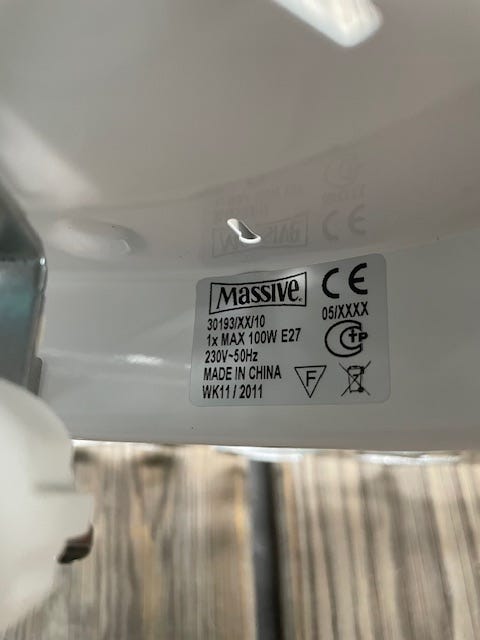 Massive
CE
30193/XX/10
05/XXXX
1x MAX 100W E27
230V~50Hz
MADE IN CHINA
F
WK11 / 2011